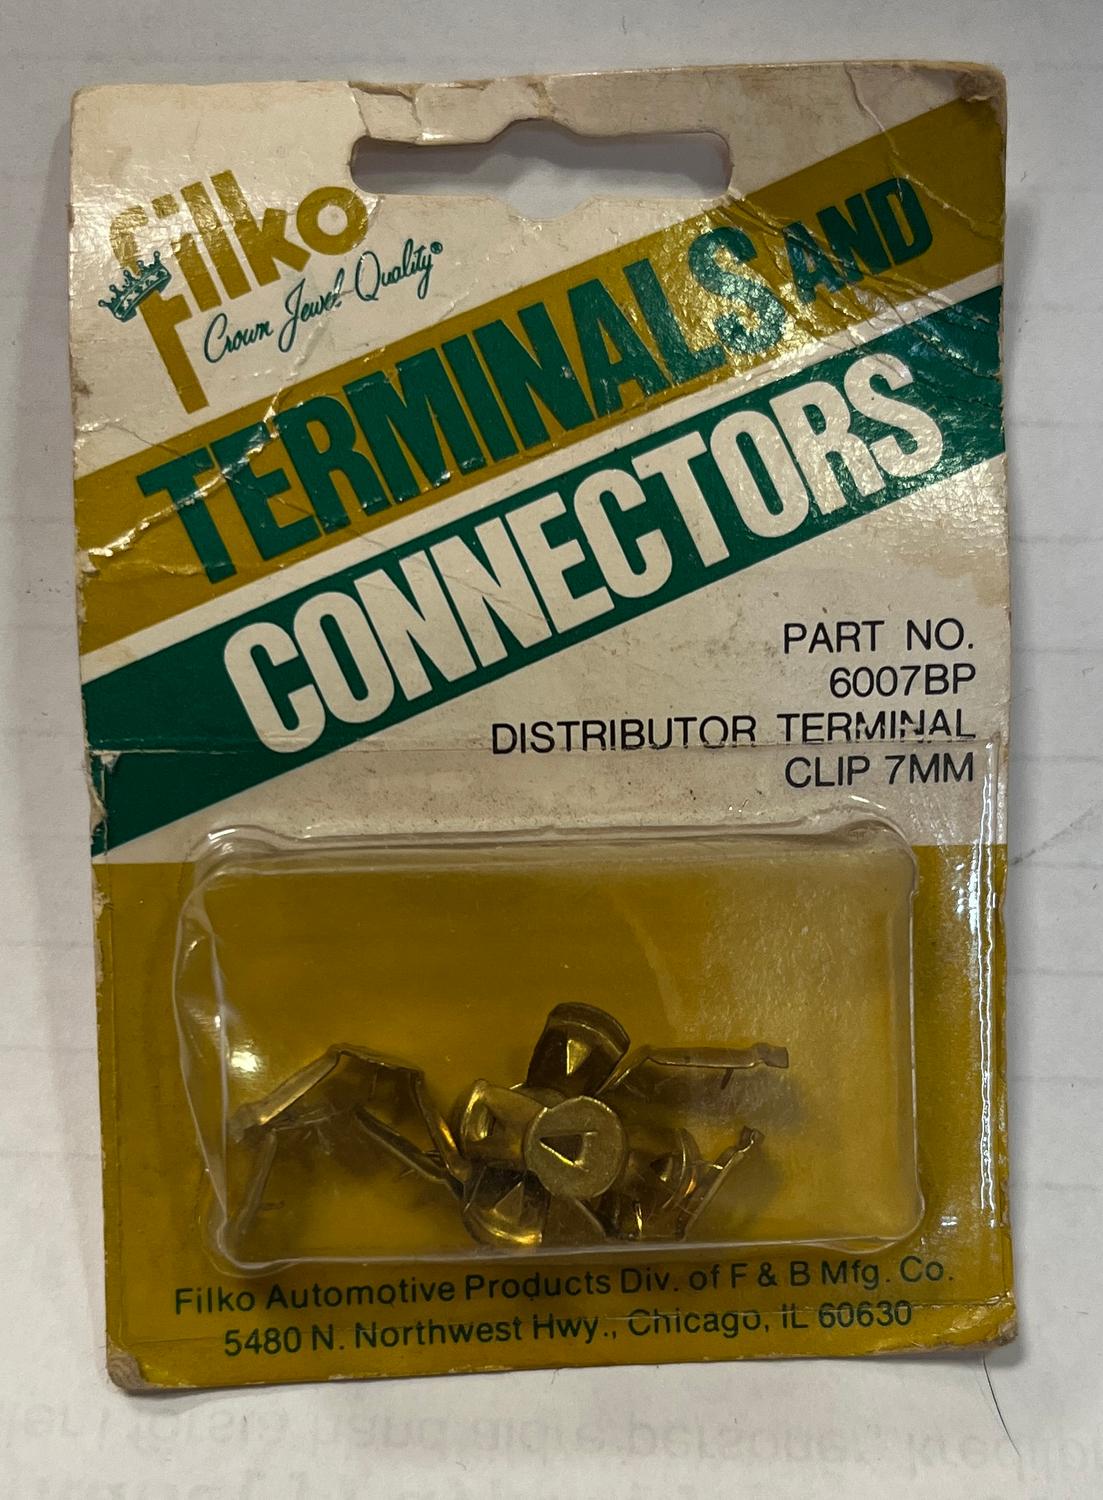 Filko
Crown Jewel Quality®
TERMINALS AND
CONNECTORS
PART NO.
6007BP
DISTRIBUTOR TERMINAL
CLIP 7MM
Filko Automotive Products Div. of F & B Mfg. Co.
5480 N. Northwest Hwy., Chicago, IL 60630